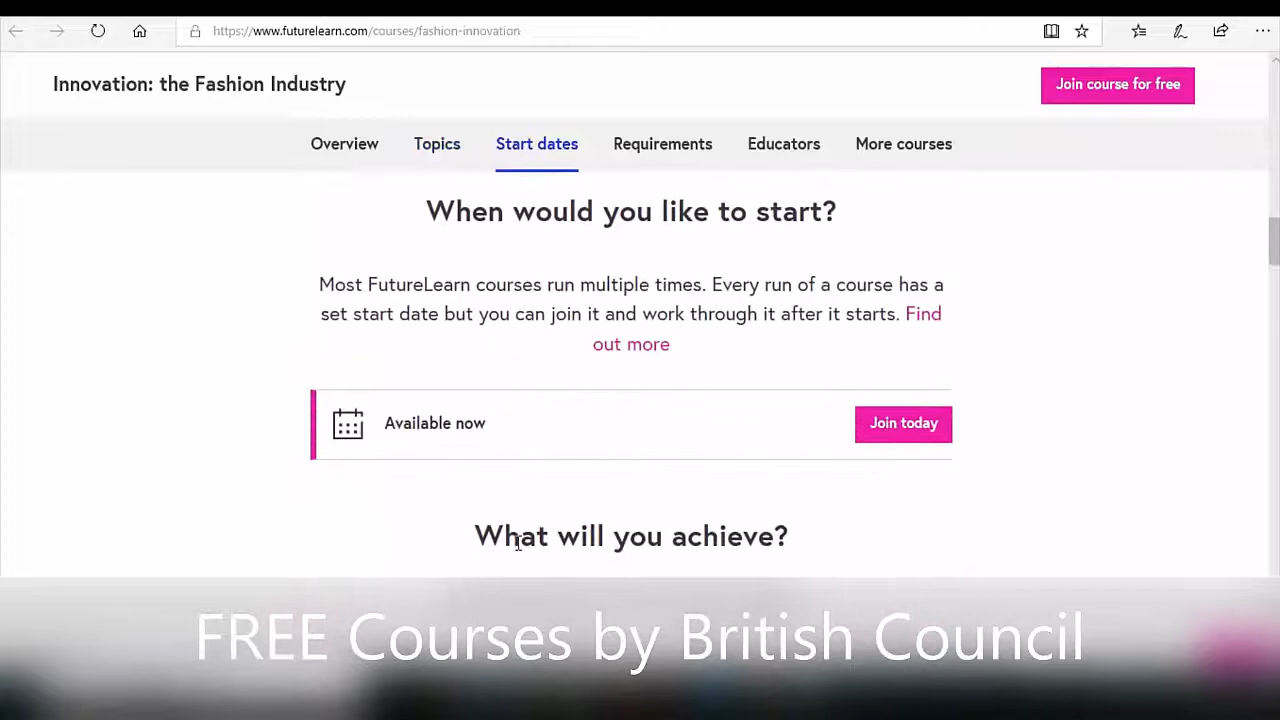 https://www.futurelearn.com/courses/fashion-innovation
Innovation: the Fashion Industry
Join course for free
Overview Topics Start dates Requirements Educators More courses
When would you like to start?
Most FutureLearn courses run multiple times. Every run of a course has a
set start date but you can join it and work through it after it starts. Find
out more
Available now
Join today
What will you achieve?
FREE Courses by British Council